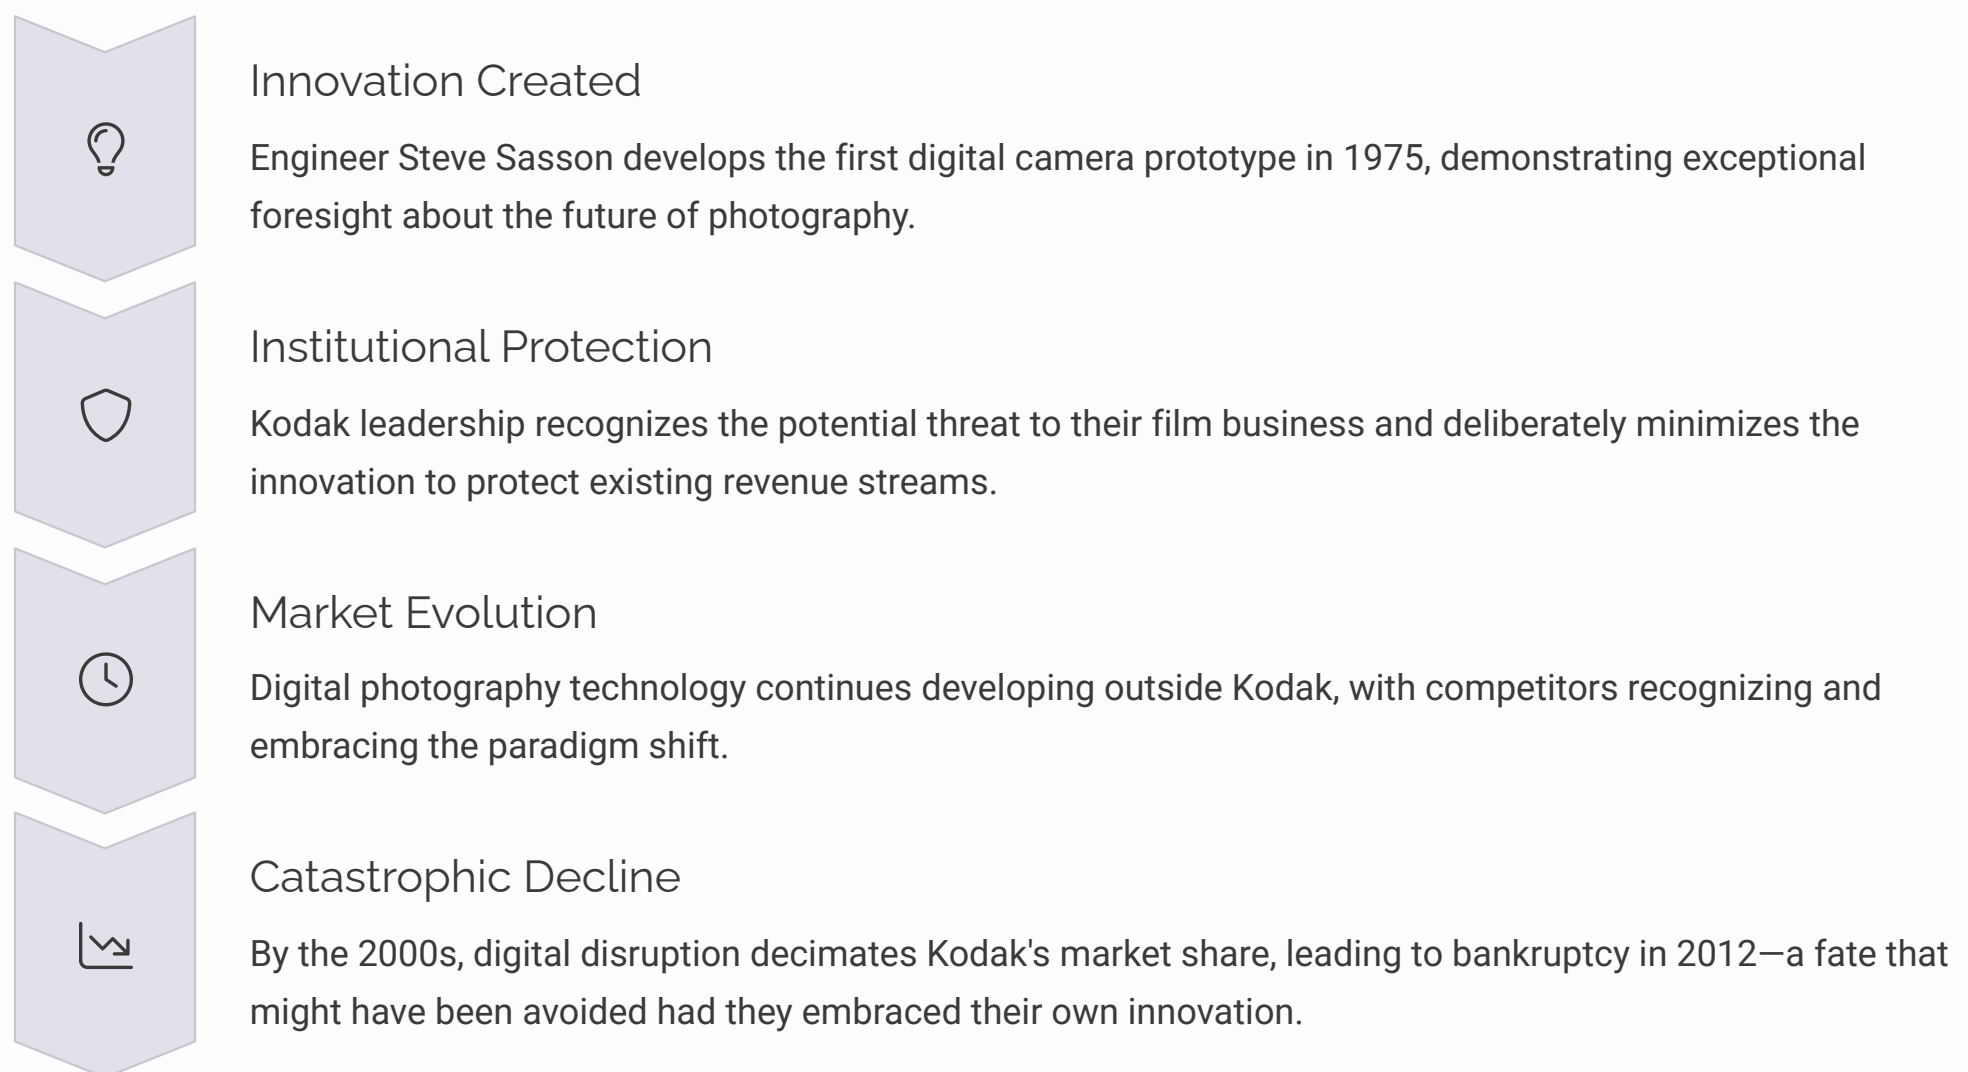 Innovation Created
Engineer Steve Sasson develops the first digital camera prototype in 1975, demonstrating exceptional
foresight about the future of photography.
Institutional Protection
Kodak leadership recognizes the potential threat to their film business and deliberately minimizes the
innovation to protect existing revenue streams.
Market Evolution
Digital photography technology continues developing outside Kodak, with competitors recognizing and
embracing the paradigm shift.
Catastrophic Decline
By the 2000s, digital disruption decimates Kodak's market share, leading to bankruptcy in 2012—a fate that
might have been avoided had they embraced their own innovation.